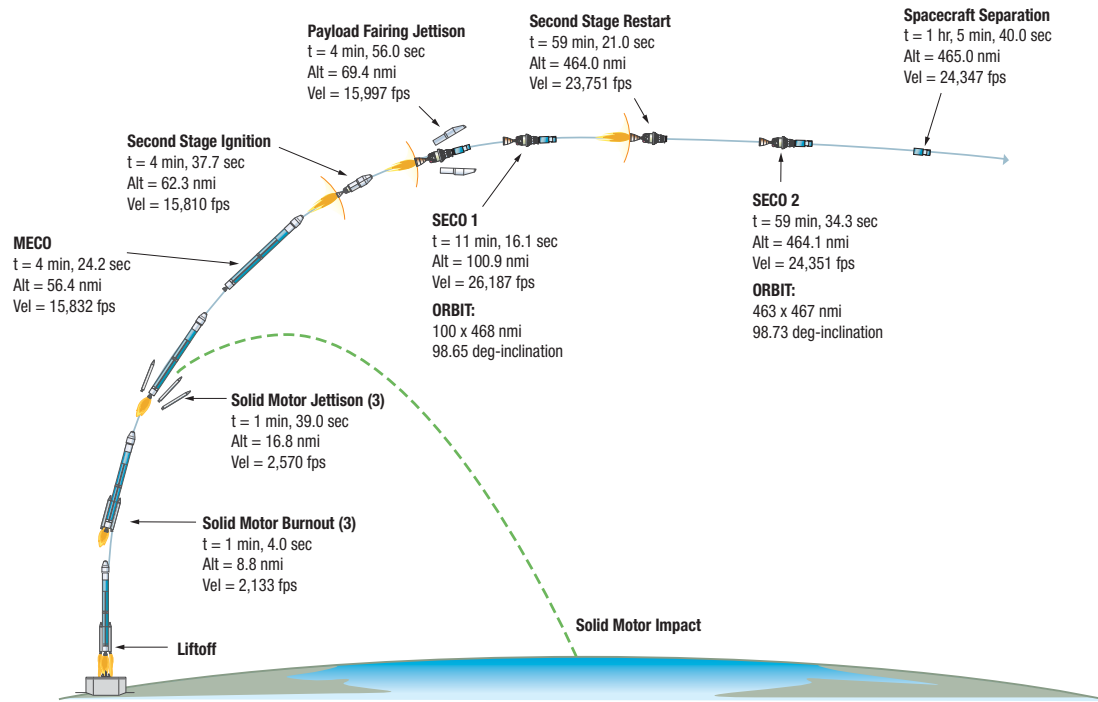 Payload Fairing Jettison
t = 4 min, 56.0 sec
Alt = 69.4 nmi
Vel = 15,997 fps
Second Stage Restart
t = 59 min, 21.0 sec
Alt = 464.0 nmi
Vel = 23,751 fps
Spacecraft Separation
t = 1 hr, 5 min, 40.0 sec
Alt = 465.0 nmi
Vel = 24,347 fps
Second Stage Ignition
t = 4 min, 37.7 sec
Alt = 62.3 nmi
Vel = 15,810 fps
MECO
t = 4 min, 24.2 sec
Alt = 56.4 nmi
Vel = 15,832 fps
SECO 1
t = 11 min, 16.1 sec
Alt = 100.9 nmi
Vel = 26,187 fps
ORBIT:
100 x 468 nmi
98.65 deg-inclination
SECO 2
t = 59 min, 34.3 sec
Alt = 464.1 nmi
Vel = 24,351 fps
ORBIT:
463 x 467 nmi
98.73 deg-inclination
Solid Motor Jettison (3)
t = 1 min, 39.0 sec
Alt = 16.8 nmi
Vel = 2,570 fps
Solid Motor Burnout (3)
t = 1 min, 4.0 sec
Alt = 8.8 nmi
Vel = 2,133 fps
Solid Motor Impact
Liftoff